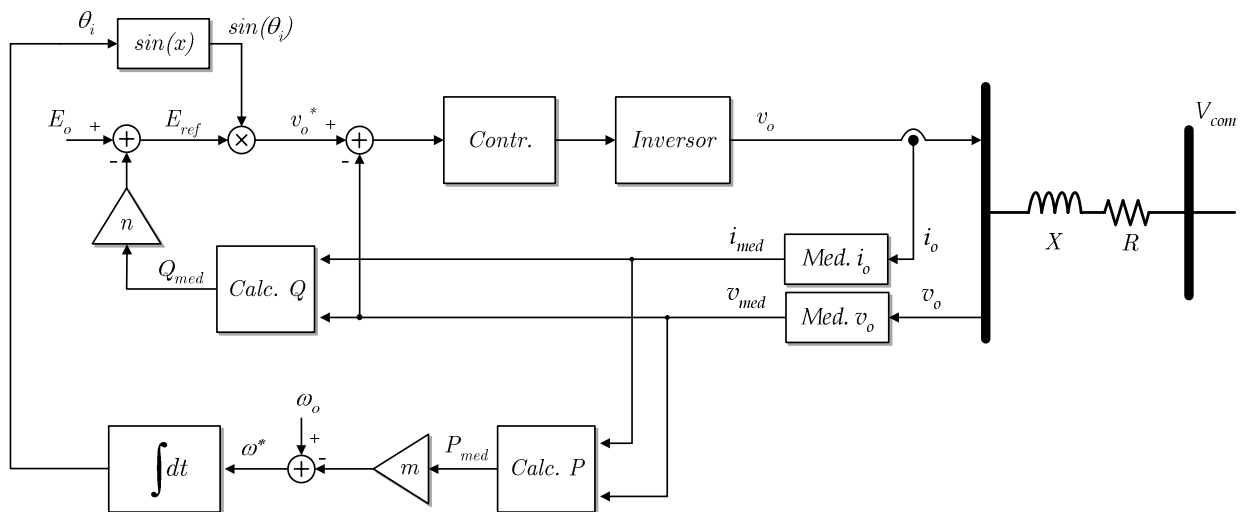 θi
sin(x)
sin(θi)
Eo
+
-
Eref
×
vo*
+
-
Contr.
Inversor
vo
Vcom
X
R
n
Qmed
Calc. Q
imed
Med. io
io
vmed
Med. vo
vo
ωo
+
-
ω*
∫dt
m
Pmed
Calc. P